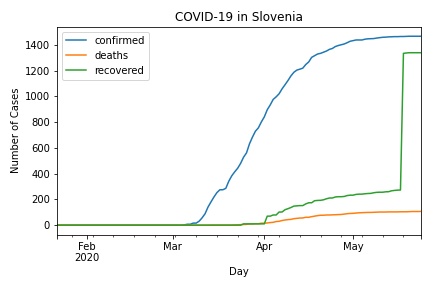 COVID-19 in Slovenia
confirmed
deaths
recovered
Number of Cases
1400
1200
1000
800
600
400
200
0
Feb
2020
Mar
Apr
May
Day